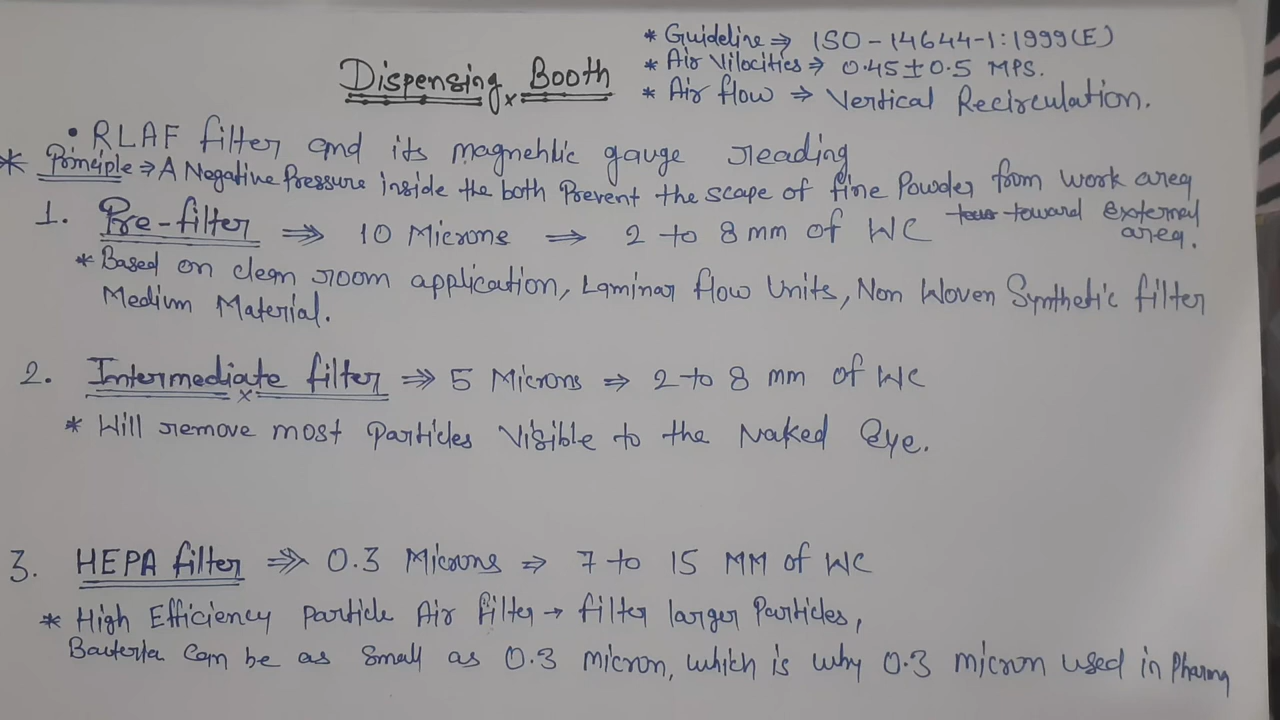 * Guideline ⇒ ISO-14644-1:1999(E)
Dispensing Booth
* Air Vilocities ⇒ 0.45±0.5 MPS.
* Air flow ⇒ Vertical Recirculation.
• RLAF filter and its magnehlic gauge reading
* Principle ⇒ A Negative Pressure inside the both Prevent the scape of fine Powder from work area toward external area.
1. Pre-filter ⇒ 10 Microns ⇒ 2 to 8 mm of WC
* Based on clean room application, Laminar flow Units, Non Woven Synthetic filter
Medium Material.
2. Intermediate filter ⇒ 5 Microns ⇒ 2 to 8 mm of WC
* Will remove most Particles Visible to the Naked Eye.
3. HEPA filter ⇒ 0.3 Microns ⇒ 7 to 15 MM of WC
* High Efficiency Particle Air filter → filter larger Particles,
Bacteria Can be as small as 0.3 micron, which is why 0.3 micron used in Pharma